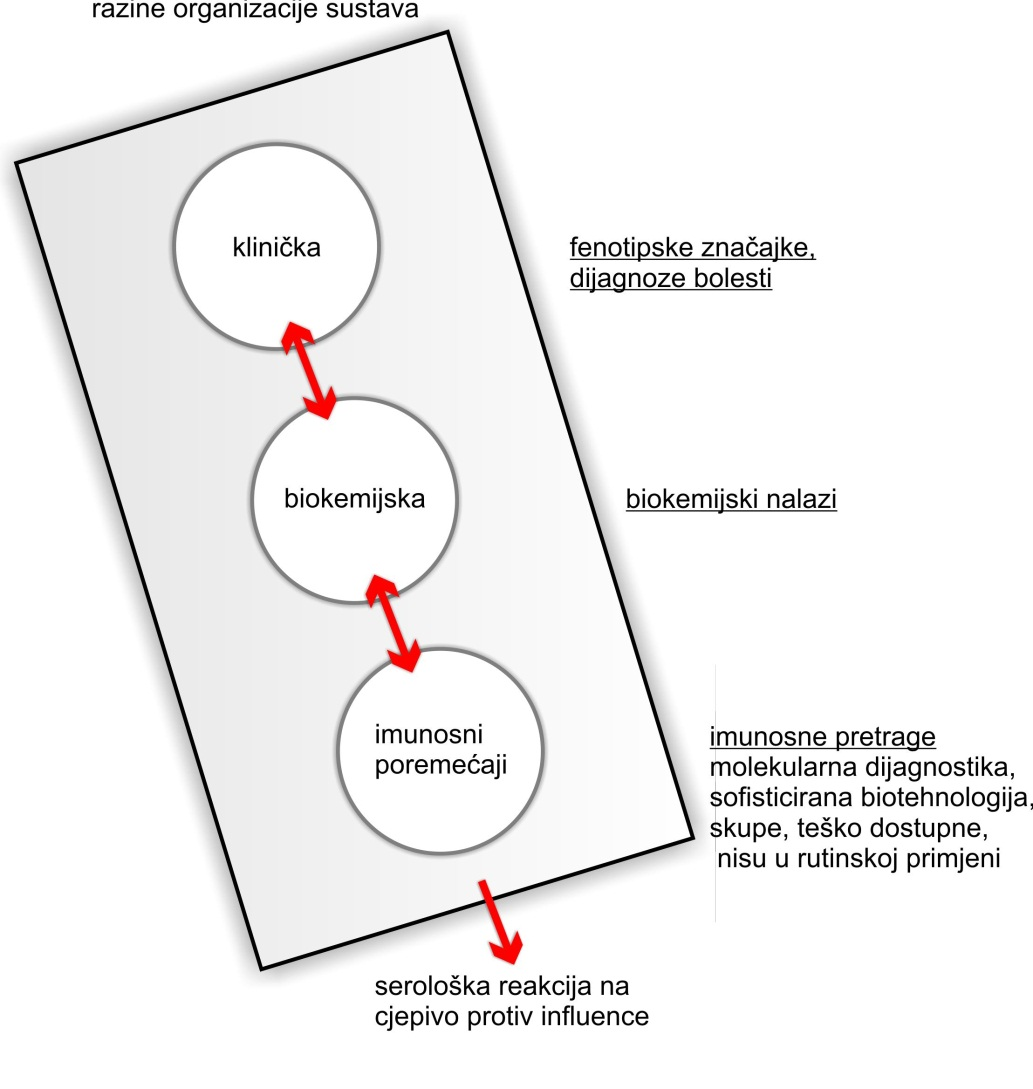 razine organizacije sustava
klinička
fenotipske značajke,
dijagnoze bolesti
biokemijska
biokemijski nalazi
imunosni
poremećaji
imunosne pretrage
molekularna dijagnostika,
sofisticirana biotehnologija,
skupe, teško dostupne,
nisu u rutinskoj primjeni
serološka reakcija na
cjepivo protiv influence